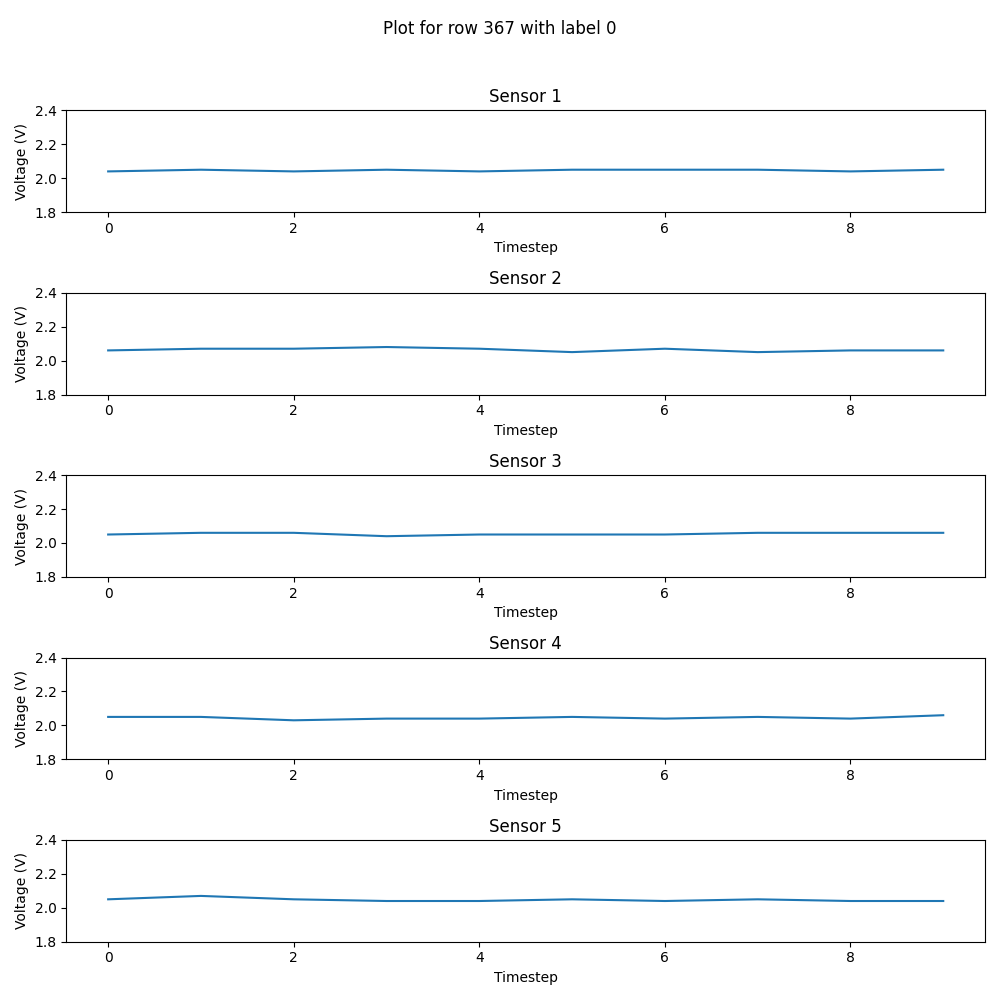 Plot for row 367 with label 0
Sensor 1
Voltage (V)
2.4
2.2
2.0
1.8
0 2 4 6 8
Timestep
Sensor 2
Voltage (V)
2.4
2.2
2.0
1.8
0 2 4 6 8
Timestep
Sensor 3
Voltage (V)
2.4
2.2
2.0
1.8
0 2 4 6 8
Timestep
Sensor 4
Voltage (V)
2.4
2.2
2.0
1.8
0 2 4 6 8
Timestep
Sensor 5
Voltage (V)
2.4
2.2
2.0
1.8
0 2 4 6 8
Timestep